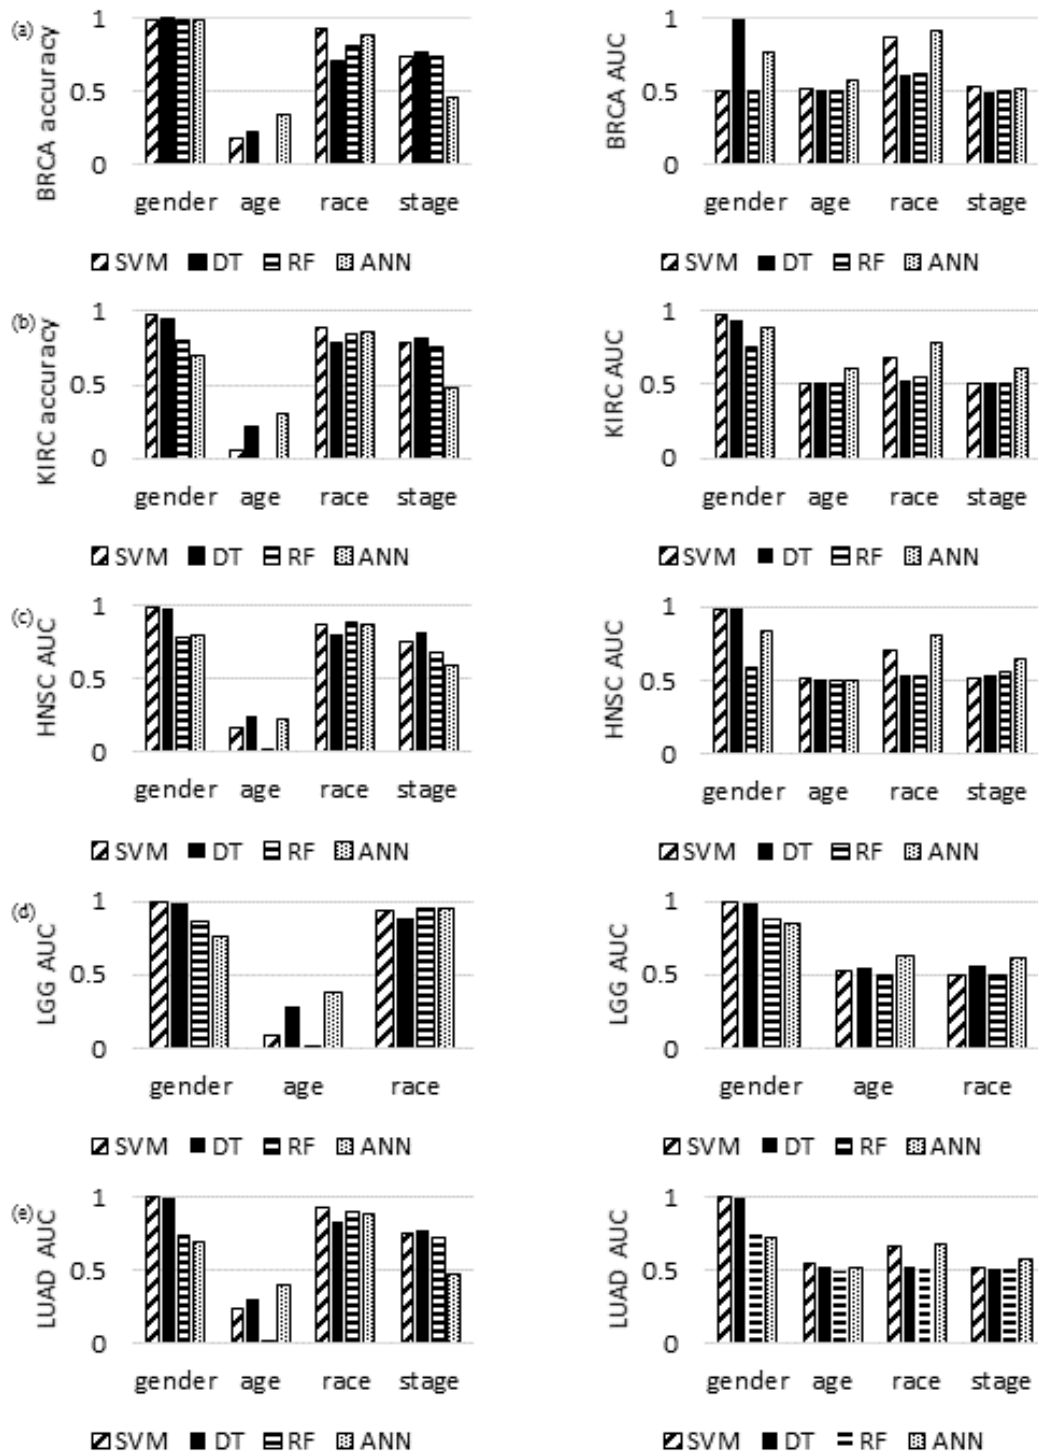 (a)
BRCA accuracy
1
0.5
0
gender age race stage
SVM DT RF ANN
BRCA AUC
1
0.5
0
gender age race stage
SVM DT RF ANN
(b)
KIRC accuracy
1
0.5
0
gender age race stage
SVM DT RF ANN
KIRC AUC
1
0.5
0
gender age race stage
SVM DT RF ANN
(c)
HNSC AUC
1
0.5
0
gender age race stage
SVM DT RF ANN
HNSC AUC
1
0.5
0
gender age race stage
SVM DT RF ANN
(d)
LGG AUC
1
0.5
0
gender age race
SVM DT RF ANN
LGG AUC
1
0.5
0
gender age race
SVM DT RF ANN
(e)
LUAD AUC
1
0.5
0
gender age race stage
SVM DT RF ANN
LUAD AUC
1
0.5
0
gender age race stage
SVM DT RF ANN